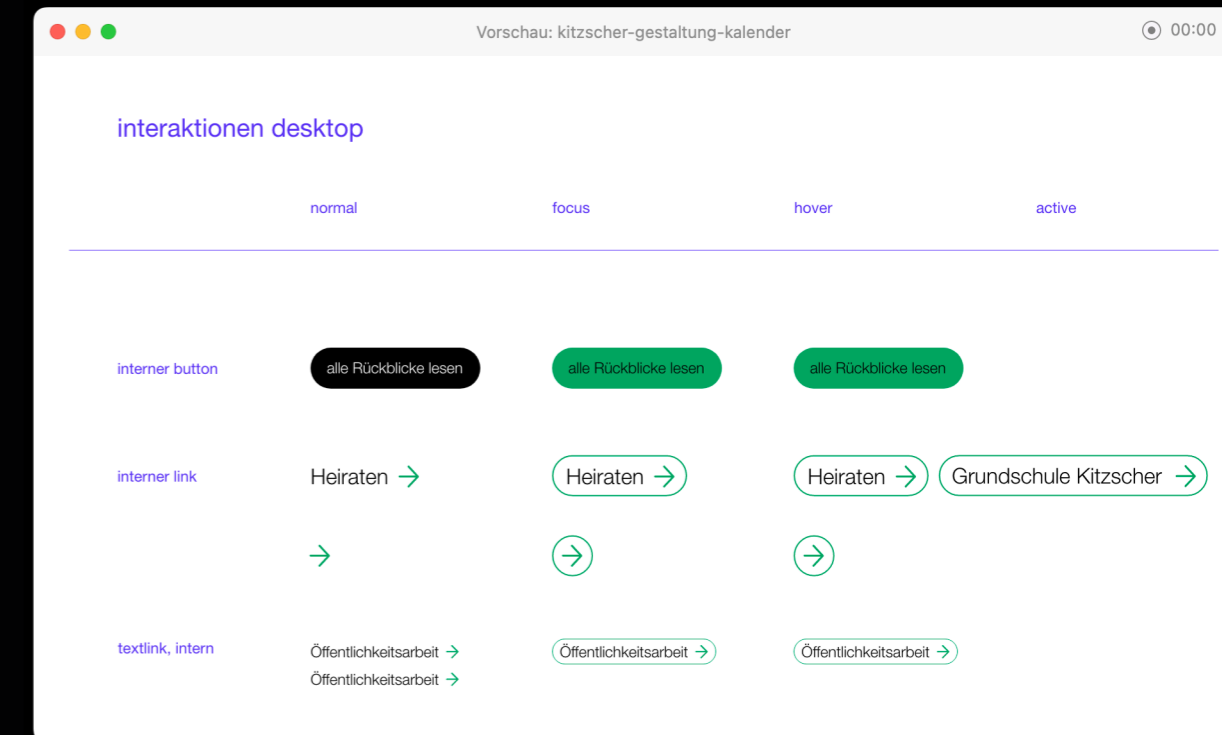 Vorschau: kitzscher-gestaltung-kalender 00:00
interaktionen desktop
normal focus hover active
interner button alle Rückblicke lesen alle Rückblicke lesen alle Rückblicke lesen
interner link Heiraten → Heiraten → Heiraten → Grundschule Kitzscher →
→ → →
textlink, intern Öffentlichkeitsarbeit → Öffentlichkeitsarbeit → Öffentlichkeitsarbeit →
Öffentlichkeitsarbeit →